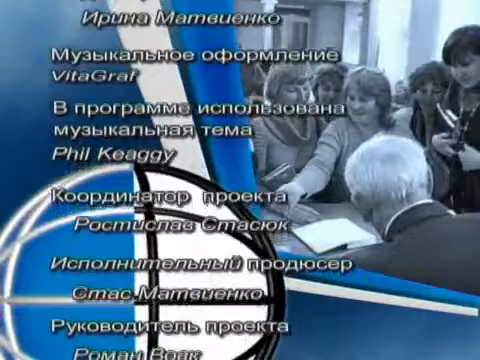 Ирина Матвиенко
Музыкальное оформление
VitaGraf
В программе использована
музыкальная тема
Phil Keaggy
Координатор проекта
Ростислав Стасюк
Исполнительный продюсер
Стас Матвиенко
Руководитель проекта
Роман